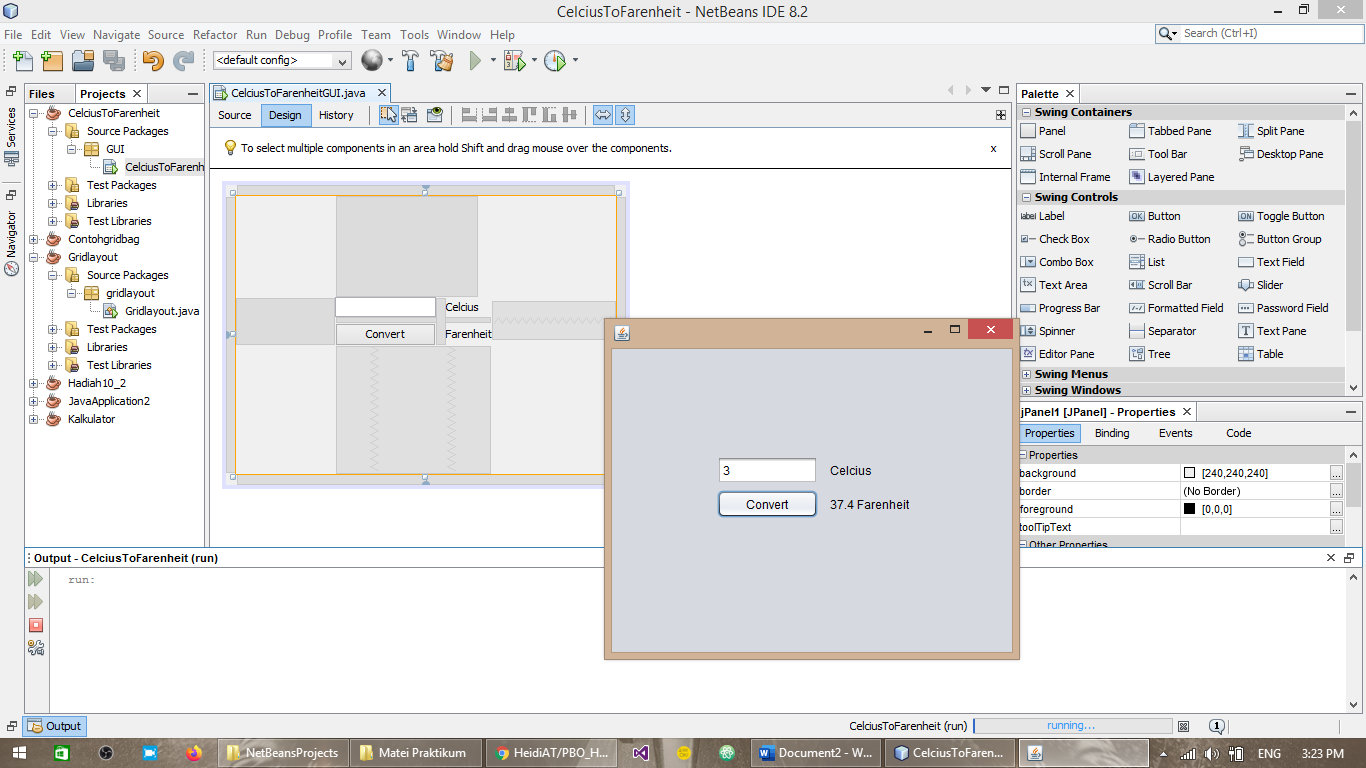 CelciusToFarenheit - NetBeans IDE 8.2
File Edit View Navigate Source Refactor Run Debug Profile Team Tools Window Help
Search (Ctrl+I)
<default config>
Services
Navigator
Files Projects
CelciusToFarenheit
Source Packages
GUI
CelciusToFarenh
Test Packages
Libraries
Test Libraries
Contohgridbag
Gridlayout
Source Packages
gridlayout
Gridlayout.java
Test Packages
Libraries
Test Libraries
Hadiah10_2
JavaApplication2
Kalkulator
CelciusToFarenheitGUI.java
Source Design History
To select multiple components in an area hold Shift and drag mouse over the components. x
Celcius
Convert Farenheit
3 Celcius
Convert 37.4 Farenheit
Palette
Swing Containers
Panel Tabbed Pane Split Pane
Scroll Pane Tool Bar Desktop Pane
Internal Frame Layered Pane
Swing Controls
label Label OK Button ON Toggle Button
Check Box Radio Button Button Group
Combo Box List Text Field
Text Area Scroll Bar Slider
Progress Bar Formatted Field Password Field
Spinner Separator Text Pane
Editor Pane Tree Table
Swing Menus
Swing Windows
jPanel1 [JPanel] - Properties
Properties Binding Events Code
Properties
background [240,240,240] ...
border (No Border) ...
foreground [0,0,0] ...
toolTipText ...
Other Properties
Output - CelciusToFarenheit (run)
run:
Output
CelciusToFarenheit (run) running... 1
NetBeansProjects Matei Praktikum HeidiAT/PBO_H... Document2 - W... CelciusToFaren... ENG 3:23 PM